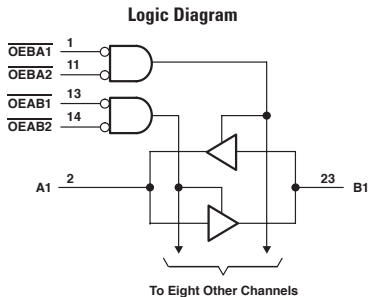 Logic Diagram
OEBA1 1
OEBA2 11
OEAB1 13
OEAB2 14
A1 2
23 B1
To Eight Other Channels